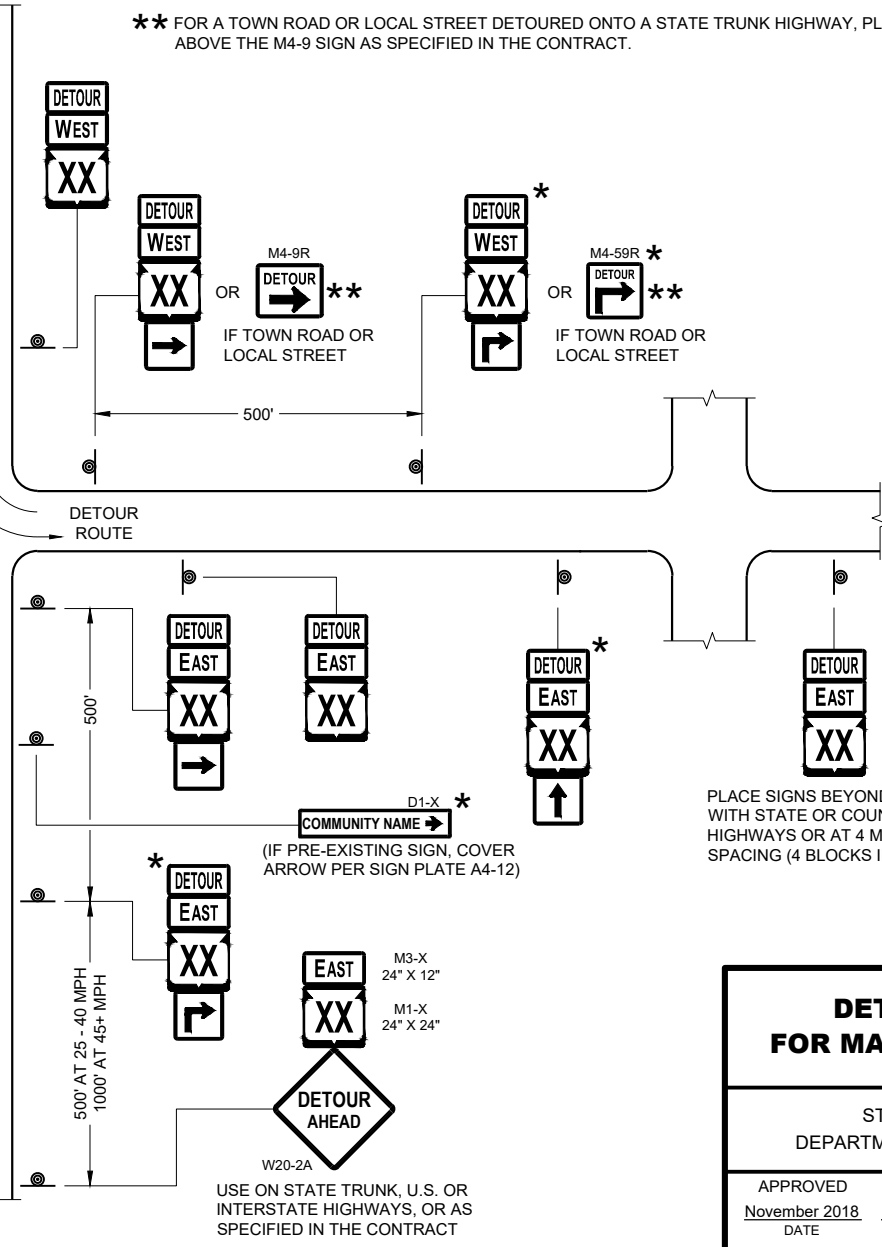 ** FOR A TOWN ROAD OR LOCAL STREET DETOURED ONTO A STATE TRUNK HIGHWAY, PL
ABOVE THE M4-9 SIGN AS SPECIFIED IN THE CONTRACT.
DETOUR
WEST
XX
DETOUR
WEST
XX
OR
M4-9R
DETOUR
**
IF TOWN ROAD OR
LOCAL STREET
DETOUR
*
WEST
XX
OR
M4-59R *
DETOUR
**
IF TOWN ROAD OR
LOCAL STREET
500'
DETOUR
ROUTE
500'
DETOUR
EAST
XX
DETOUR
EAST
XX
DETOUR
*
EAST
XX
DETOUR
EAST
XX
D1-X *
COMMUNITY NAME
(IF PRE-EXISTING SIGN, COVER
ARROW PER SIGN PLATE A4-12)
PLACE SIGNS BEYOND
WITH STATE OR COUN
HIGHWAYS OR AT 4 M
SPACING (4 BLOCKS I
*
DETOUR
EAST
XX
500' AT 25 - 40 MPH
1000' AT 45+ MPH
EAST
M3-X
24" X 12"
XX
M1-X
24" X 24"
DETOUR
AHEAD
W20-2A
USE ON STATE TRUNK, U.S. OR
INTERSTATE HIGHWAYS, OR AS
SPECIFIED IN THE CONTRACT
DET
FOR MA
ST
DEPARTM
APPROVED
November 2018
DATE